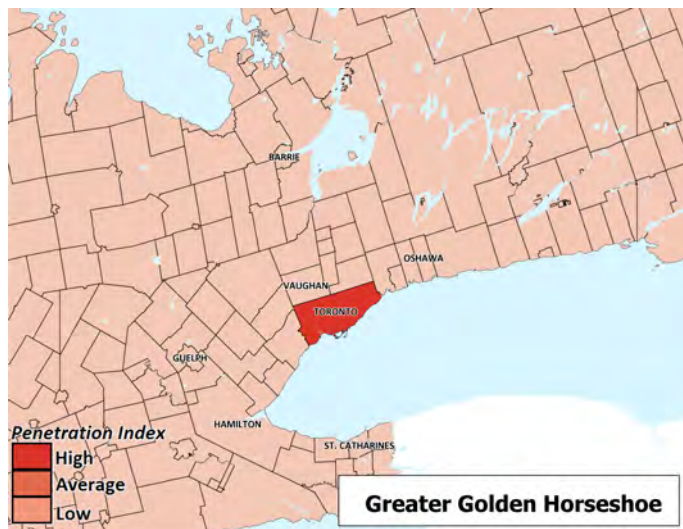 BARRIE
OSHAWA
VAUGHAN
TORONTO
GUELPH
HAMILTON
ST. CATHARINES
Penetration Index
High
Average
Low
Greater Golden Horseshoe